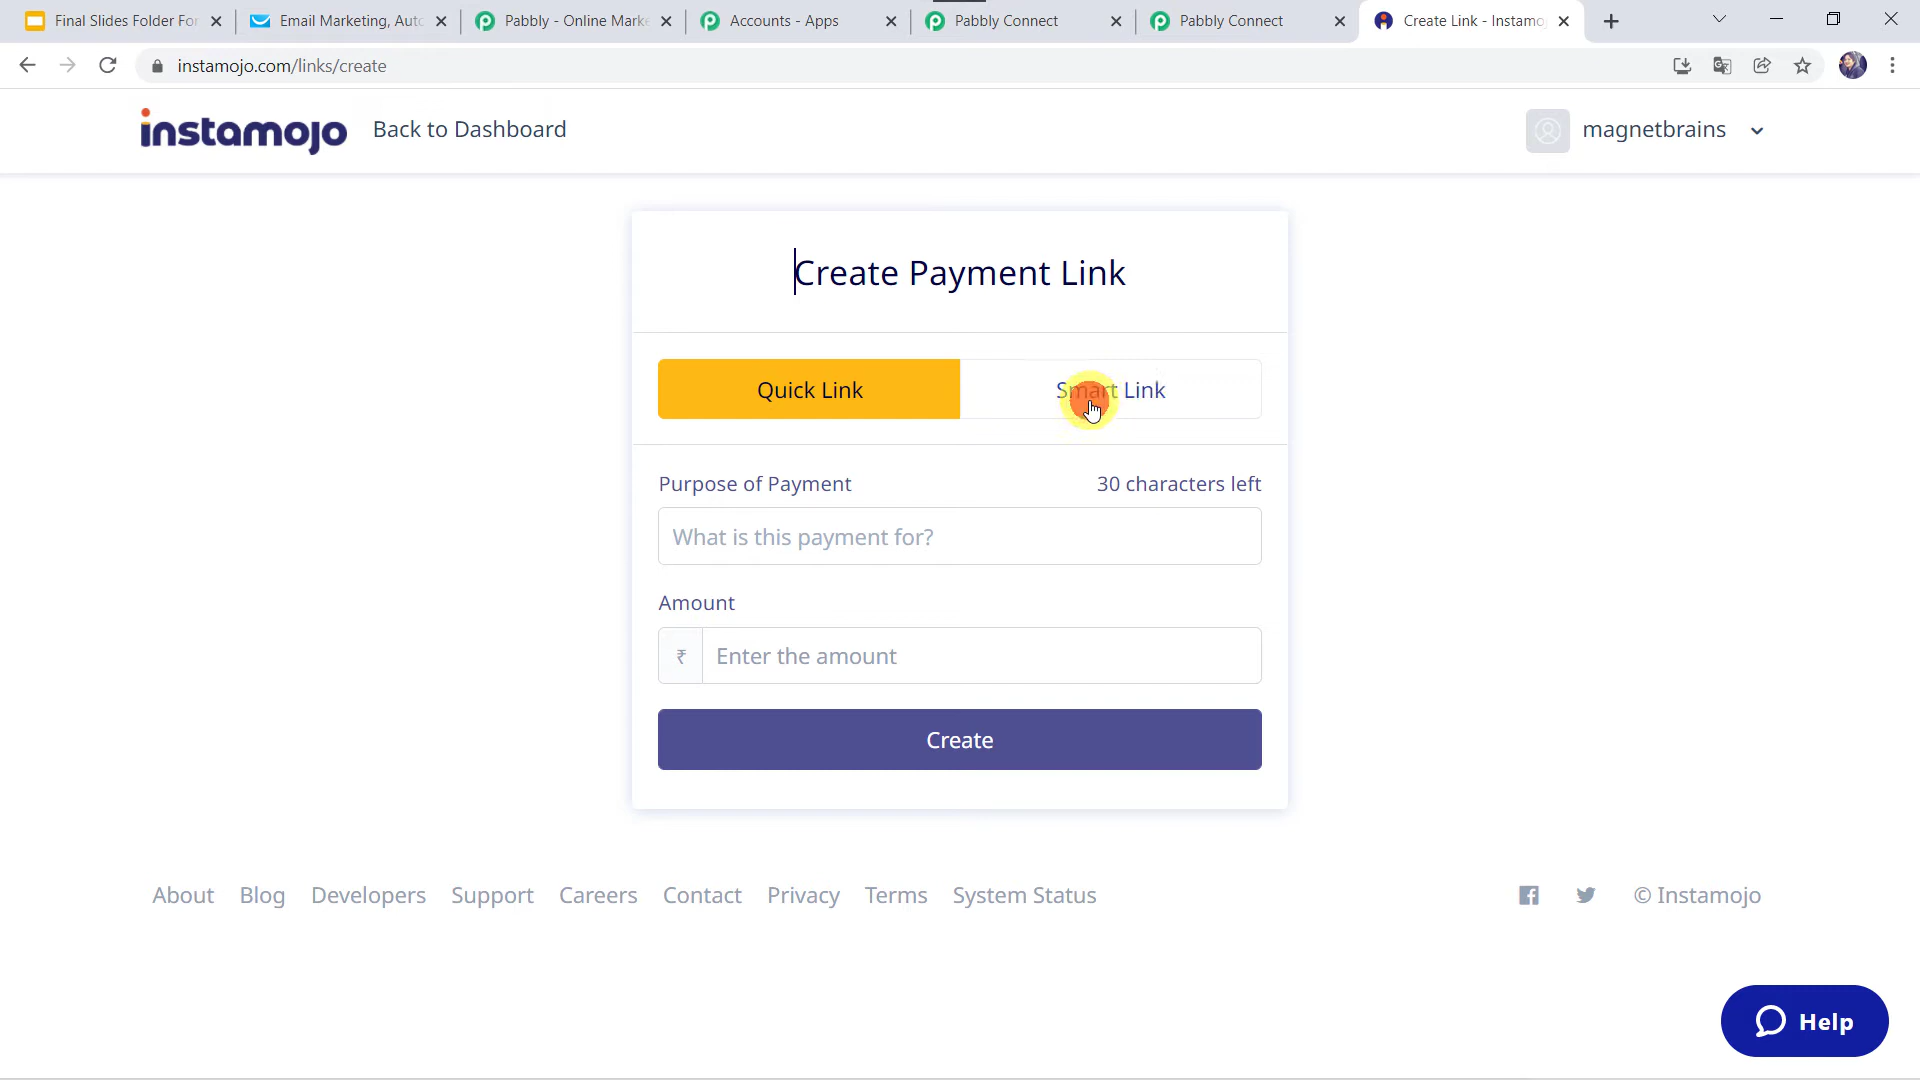 Final Slides Folder For
Email Marketing, Auto
Pabbly - Online Marke
Accounts - Apps
Pabbly Connect
Pabbly Connect
Create Link - Instamo
instamojo.com/links/create
instamojo
Back to Dashboard
magnetbrains
Create Payment Link
Quick Link
Smart Link
Purpose of Payment
30 characters left
What is this payment for?
Amount
₹
Enter the amount
Create
About
Blog
Developers
Support
Careers
Contact
Privacy
Terms
System Status
© Instamojo
Help